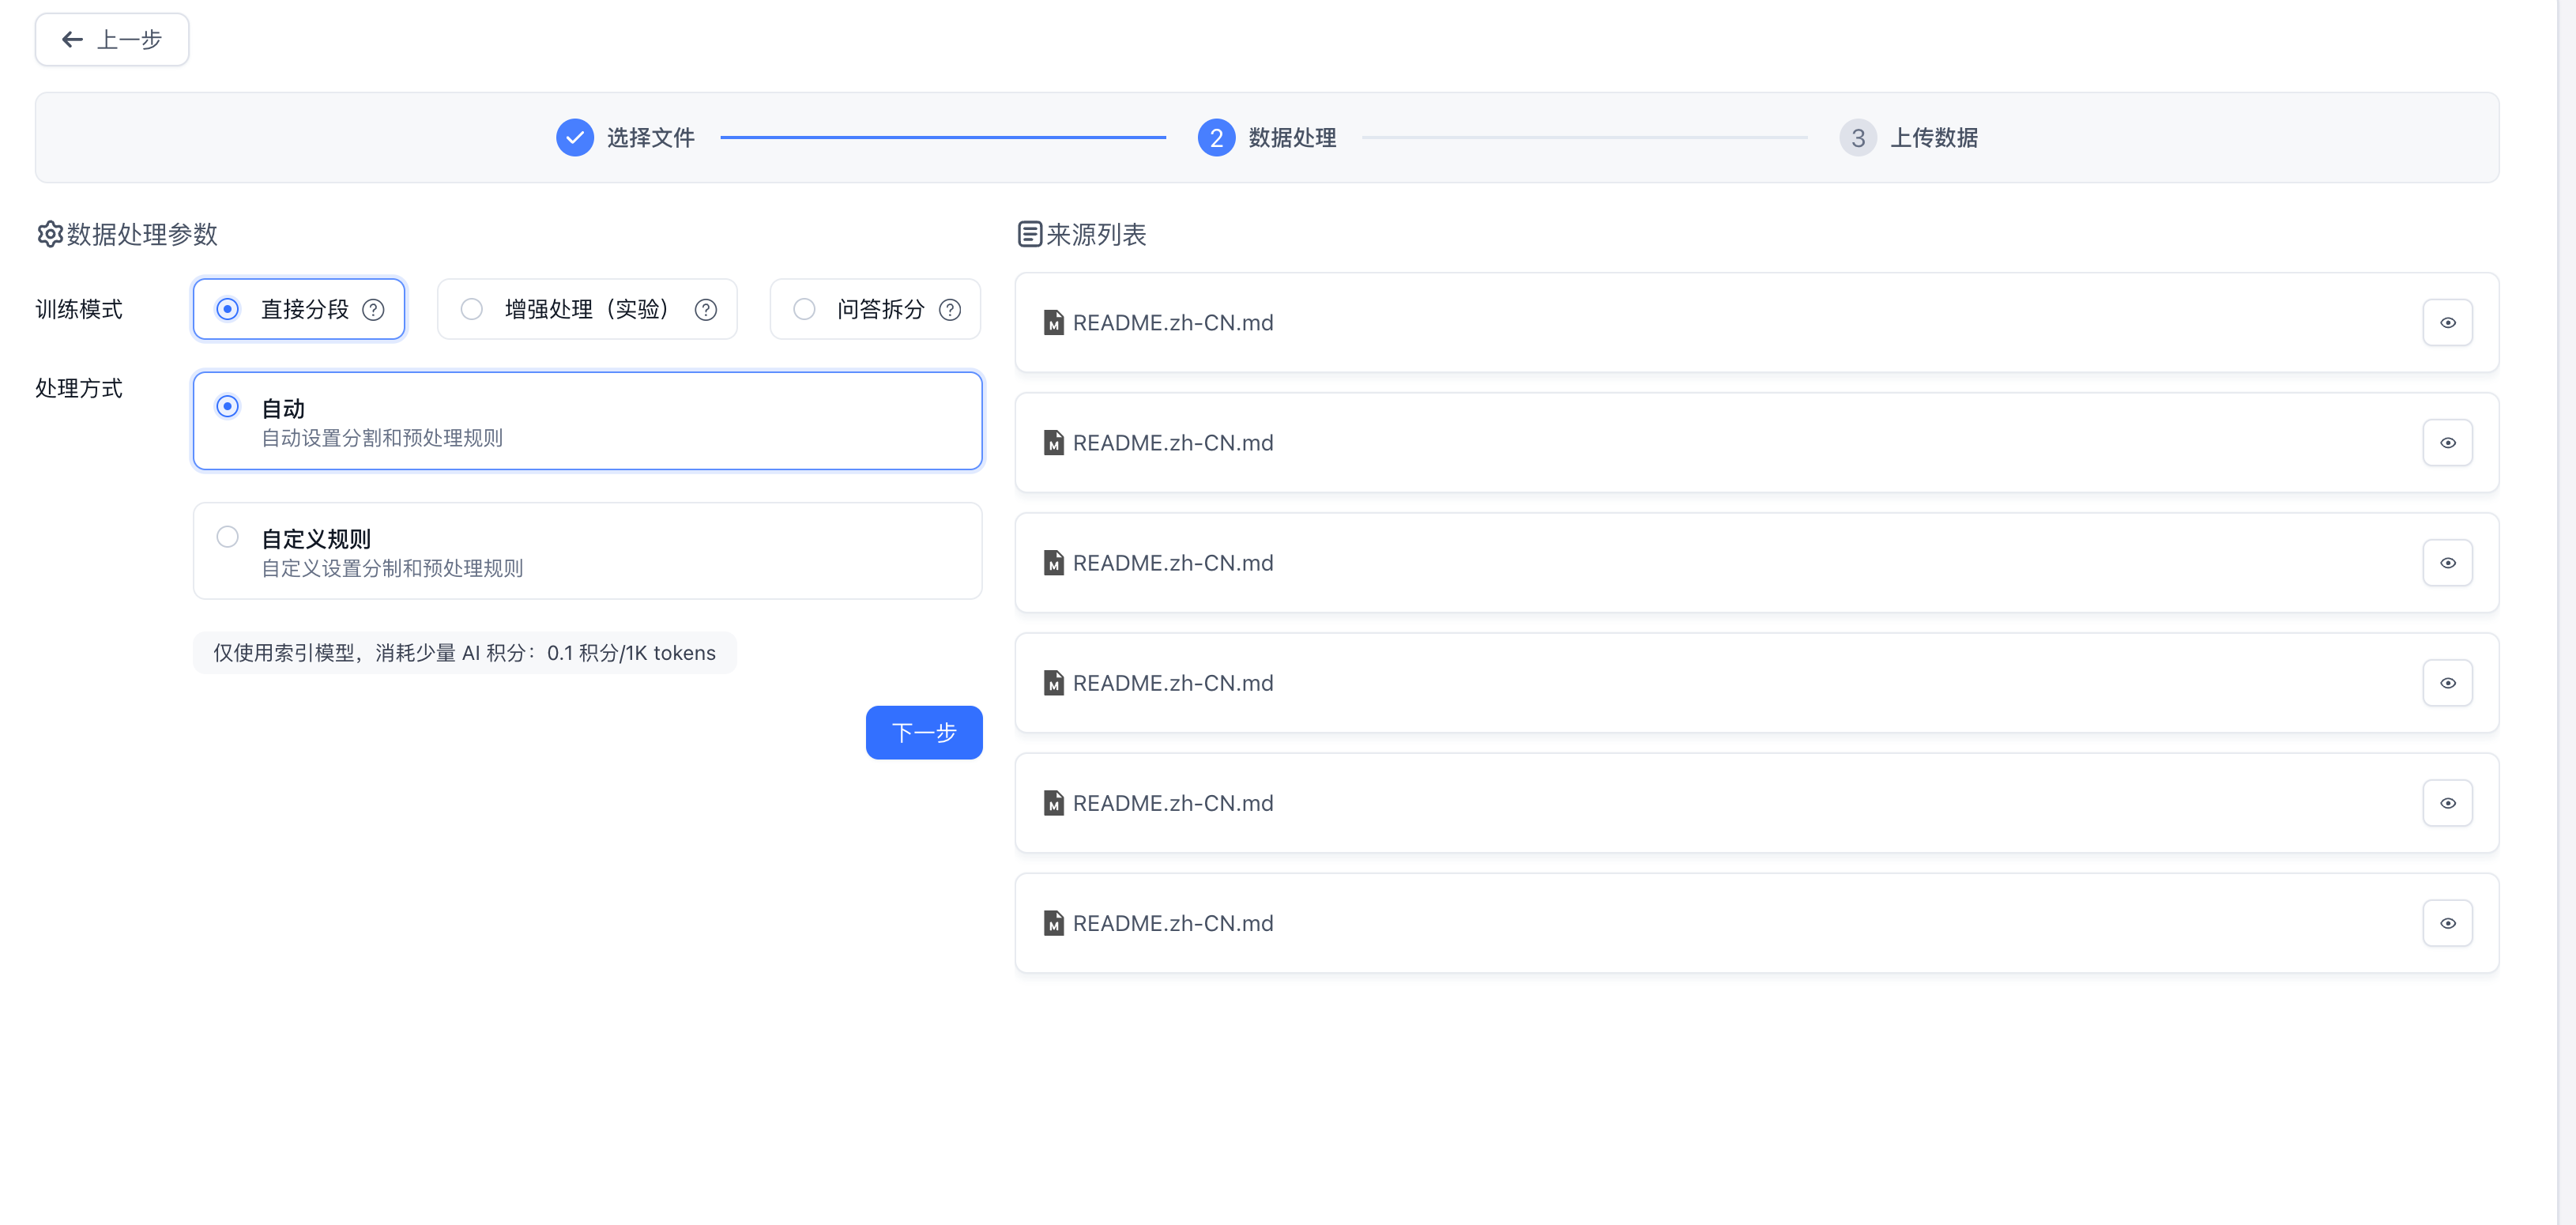 上一步
选择文件
2 数据处理
3 上传数据
数据处理参数
训练模式
直接分段
增强处理（实验）
问答拆分
处理方式
自动
自动设置分割和预处理规则
自定义规则
自定义设置分制和预处理规则
仅使用索引模型，消耗少量 AI 积分：0.1 积分/1K tokens
下一步
来源列表
README.zh-CN.md
README.zh-CN.md
README.zh-CN.md
README.zh-CN.md
README.zh-CN.md
README.zh-CN.md